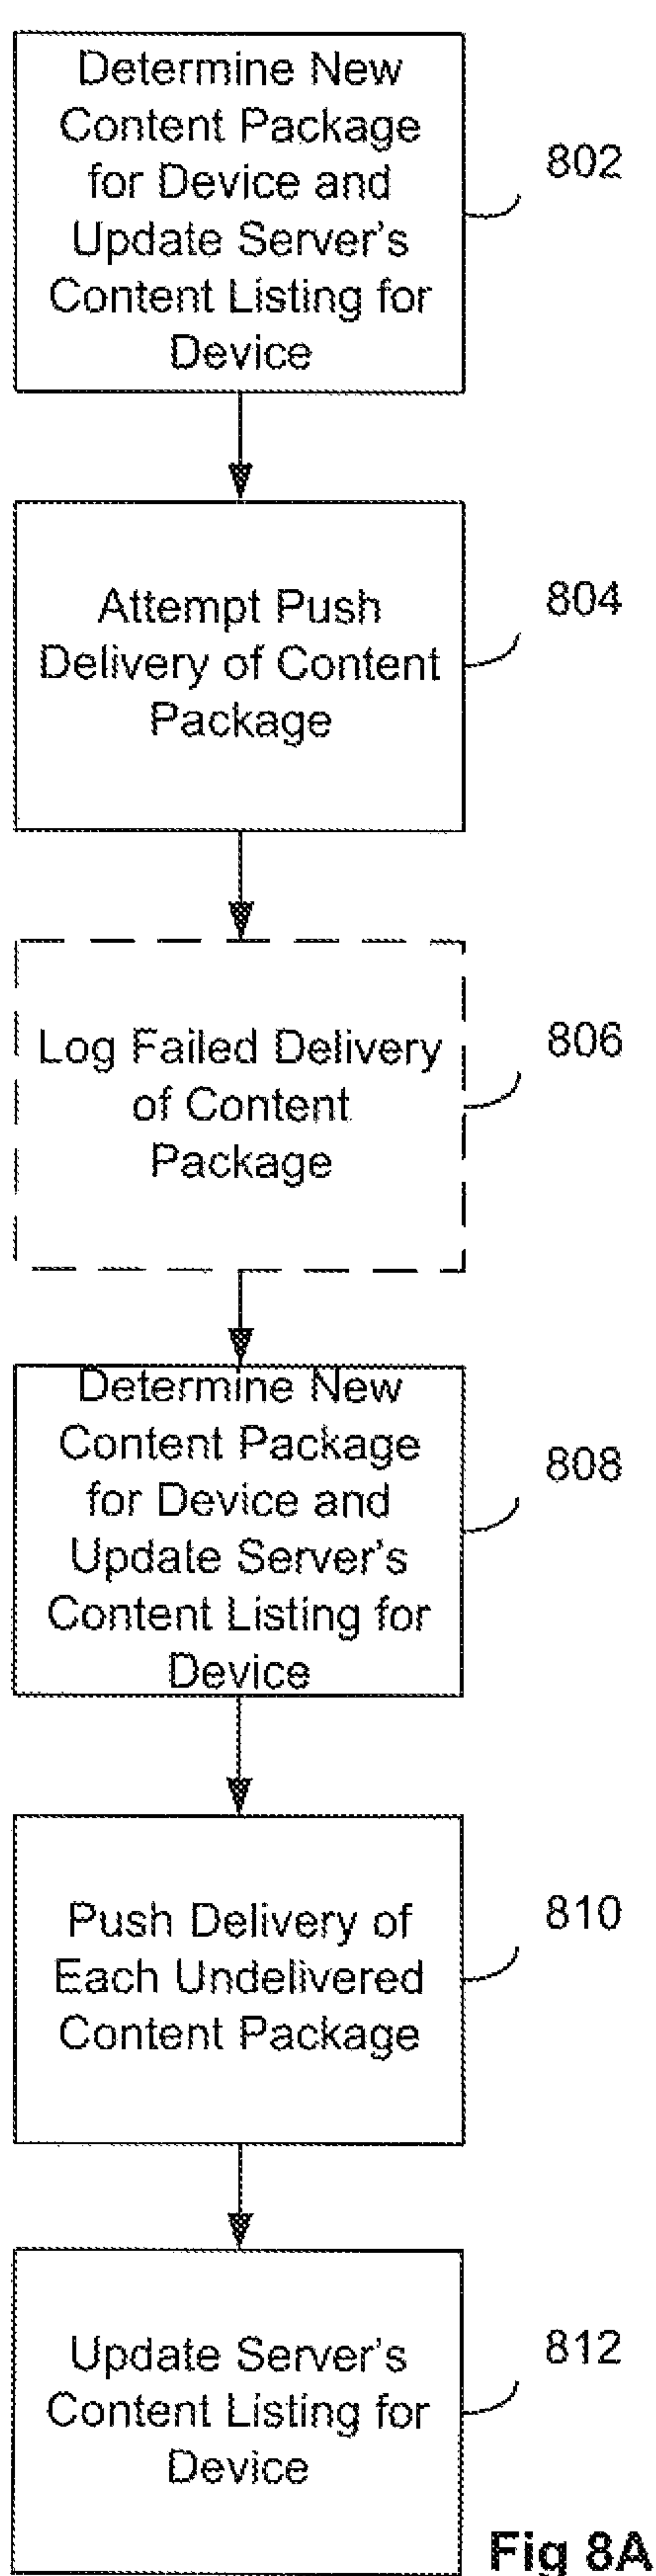 Determine New
Content Package
for Device and
Update Server's
Content Listing for
Device
802
Attempt Push
Delivery of Content
Package
804
Log Failed Delivery
of Content
Package
806
Determine New
Content Package
for Device and
Update Server's
Content Listing for
Device
808
Push Delivery of
Each Undelivered
Content Package
810
Update Server's
Content Listing for
Device
812
Fig 8A